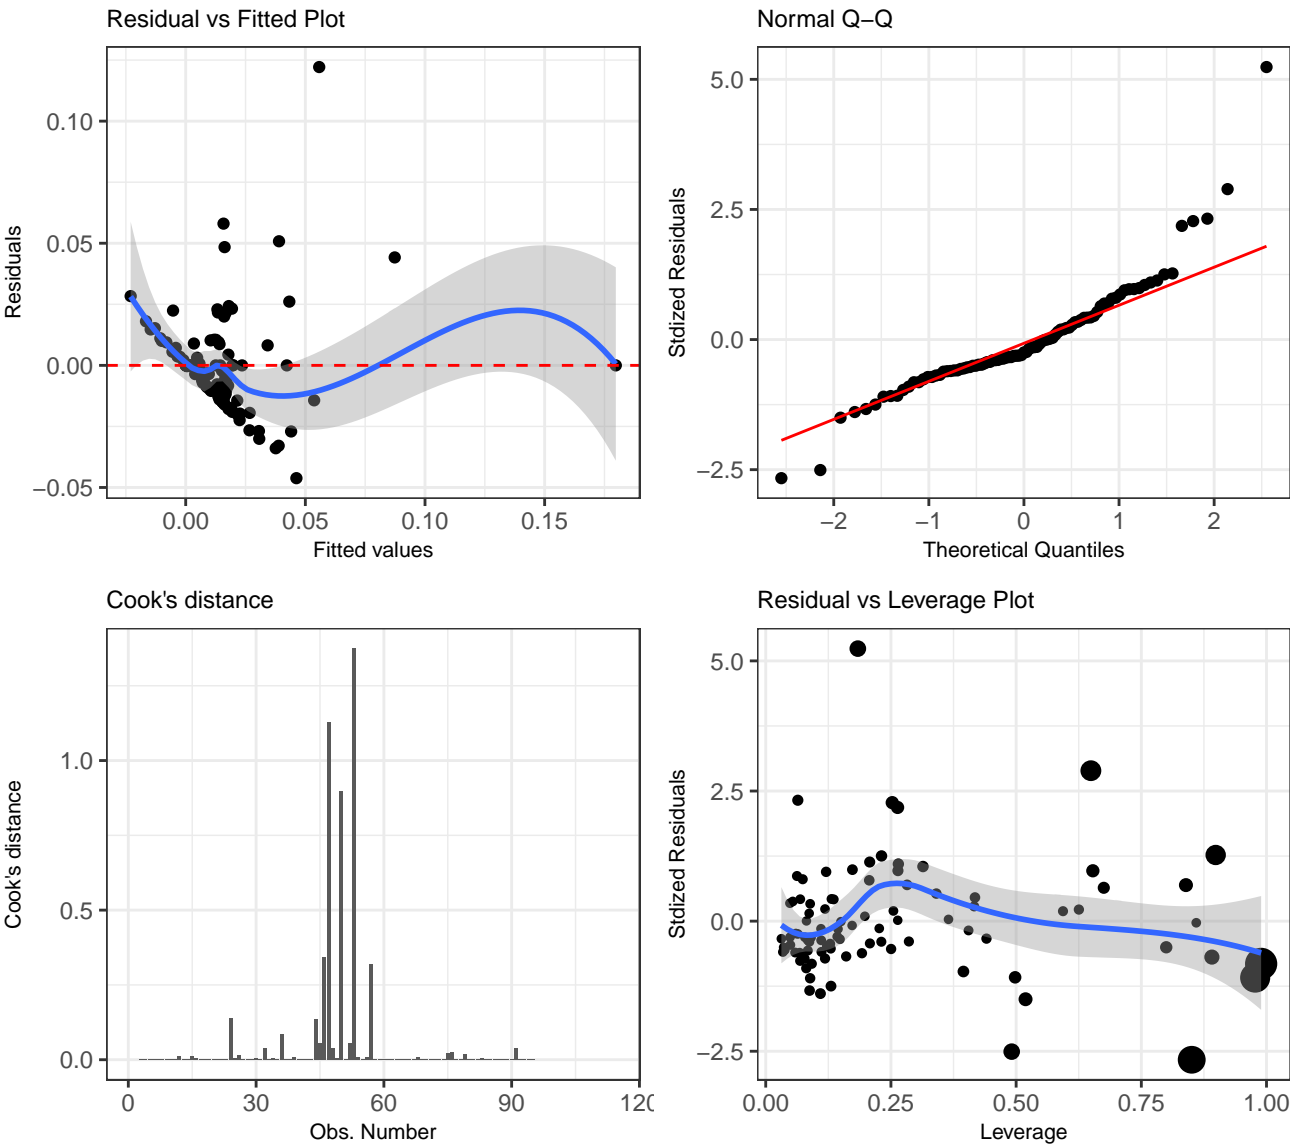 Residual vs Fitted Plot
0.10
0.05
0.00
−0.05
Residuals
0.00 0.05 0.10 0.15
Fitted values
Normal Q−Q
5.0
2.5
0.0
−2.5
Stdized Residuals
−2 −1 0 1 2
Theoretical Quantiles
Cook's distance
1.0
0.5
0.0
Cook's distance
0 30 60 90 120
Obs. Number
Residual vs Leverage Plot
5.0
2.5
0.0
−2.5
Stdized Residuals
0.00 0.25 0.50 0.75 1.00
Leverage